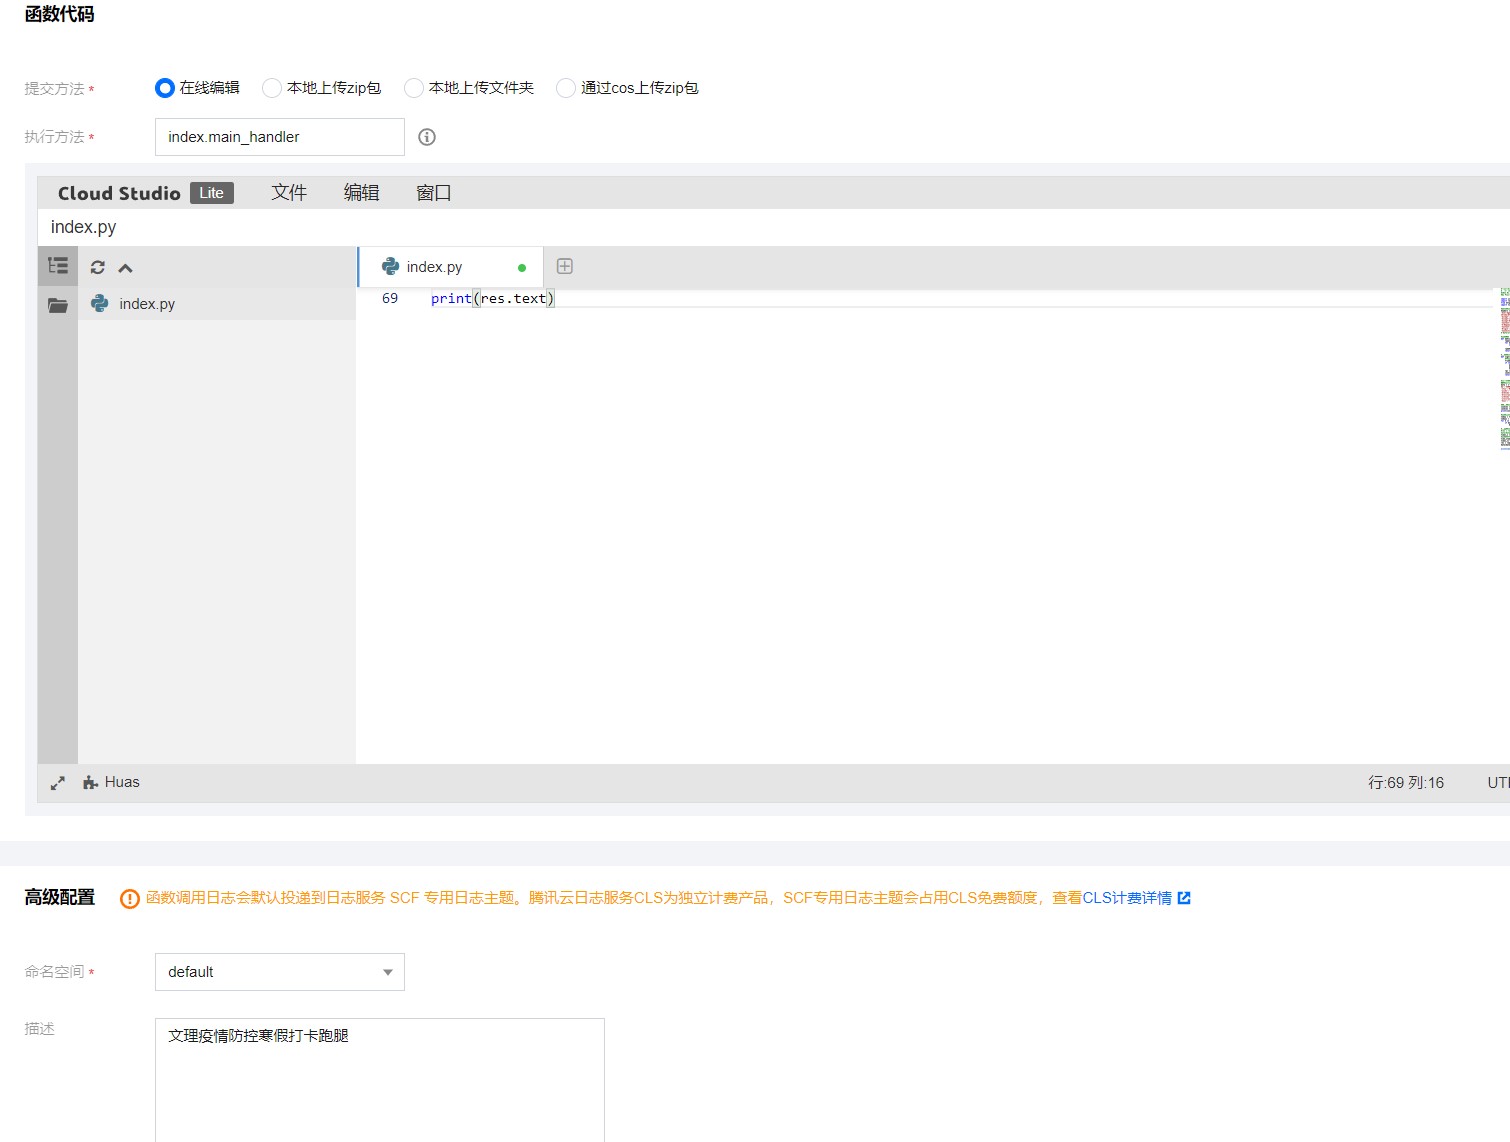 函数代码
提交方法 * 在线编辑 本地上传zip包 本地上传文件夹 通过cos上传zip包
执行方法 * index.main_handler
Cloud Studio Lite 文件 编辑 窗口
index.py
index.py
index.py
69 print(res.text)
Huas 行:69 列:16
高级配置 函数调用日志会默认投递到日志服务 SCF 专用日志主题。腾讯云日志服务CLS为独立计费产品，SCF专用日志主题会占用CLS免费额度，查看CLS计费详情
命名空间 * default
描述 文理疫情防控寒假打卡跑腿